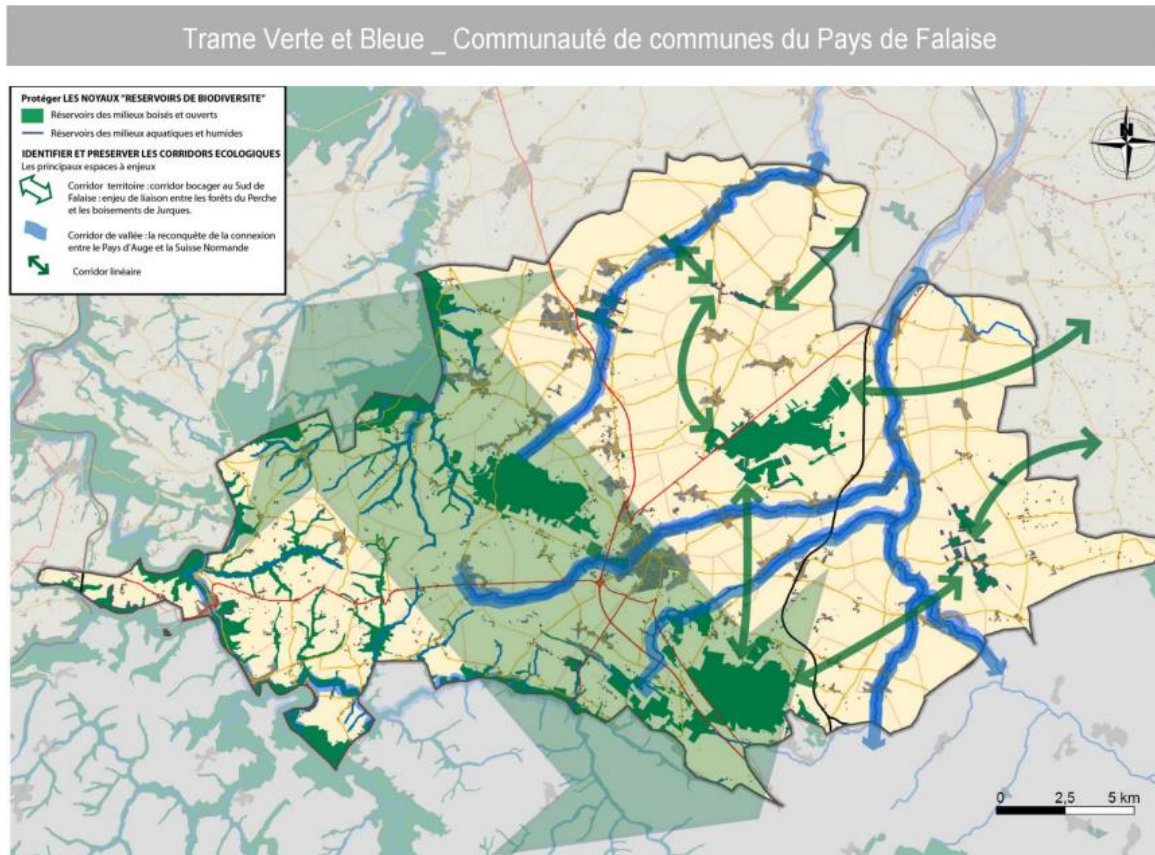 Trame Verte et Bleue _ Communauté de communes du Pays de Falaise
Protéger LES NOYAUX "RESERVOIRS DE BIODIVERSITE"
Réservoirs des milieux boisés et ouverts
Réservoirs des milieux aquatiques et humides
IDENTIFIER ET PRESERVER LES CORRIDORS ECOLOGIQUES
Les principaux espaces à enjeux
Corridor territoire : corridor bocager au Sud de
Falaise : enjeu de liaison entre les forêts du Perche
et les boisements de Jurques.
Corridor de vallée : la reconquête de la connexion
entre le Pays d'Auge et la Suisse Normande
Corridor linéaire
N
0 2,5 5 km